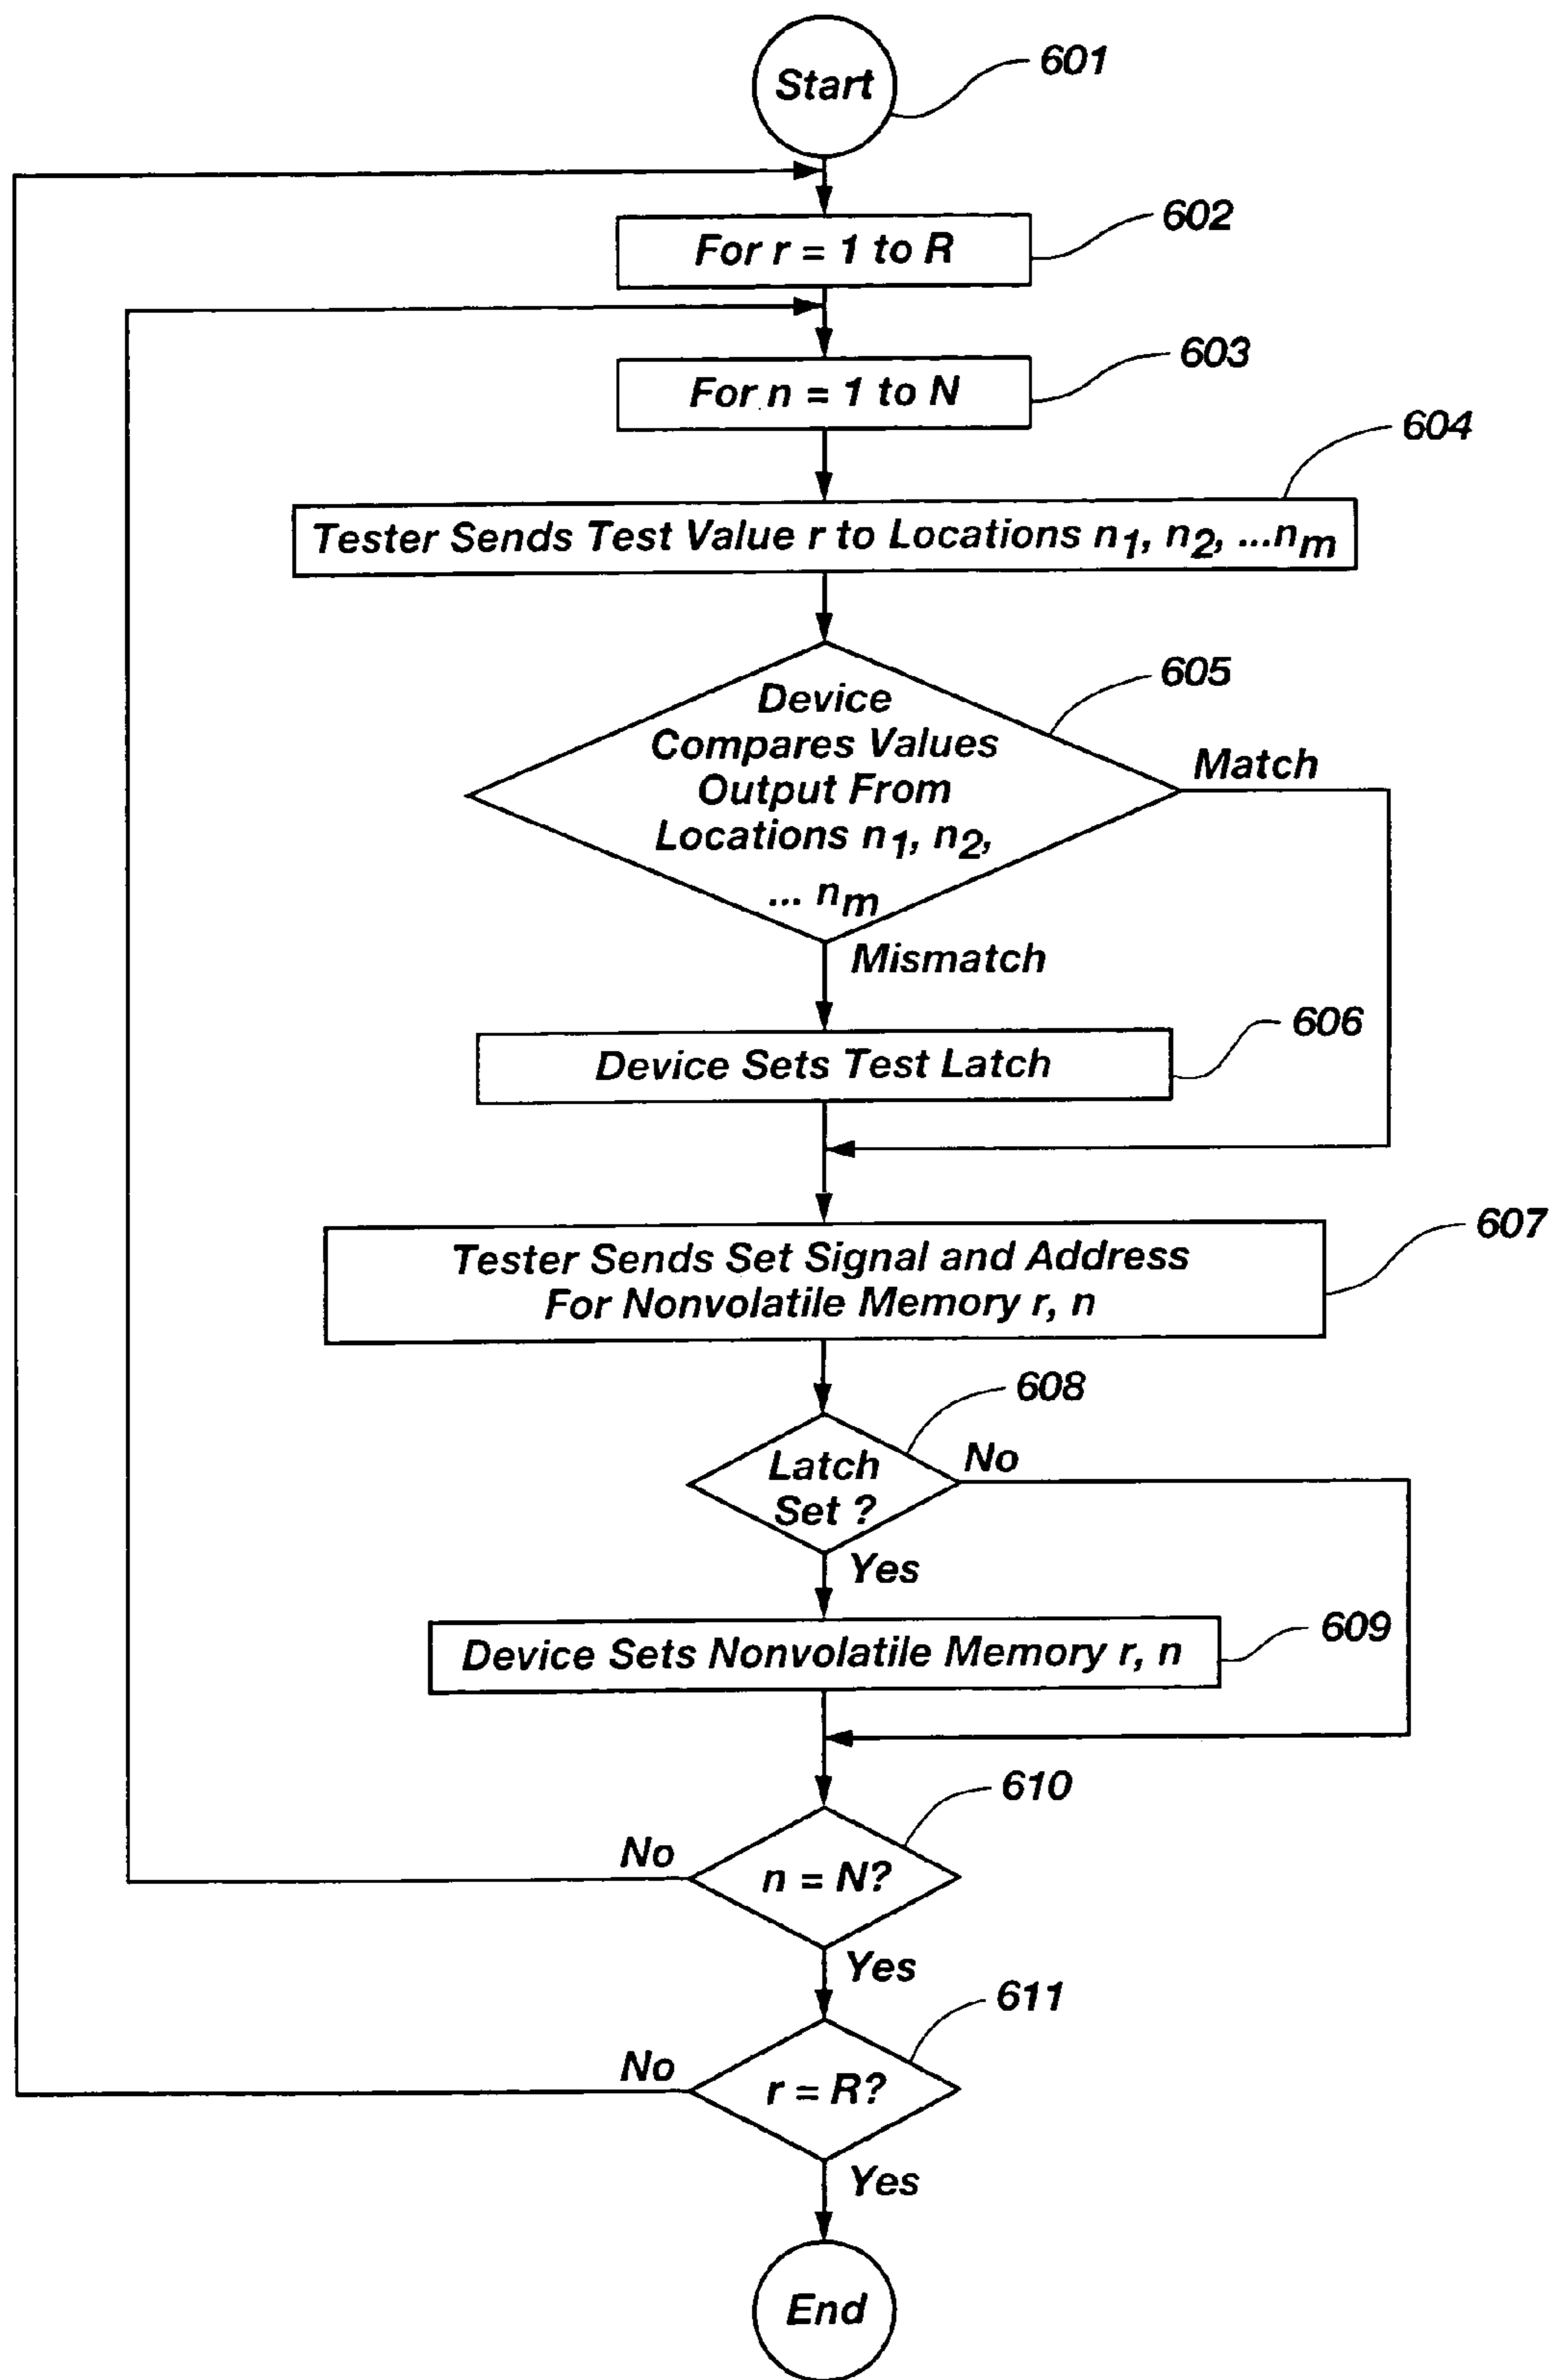 Start
601
For r = 1 to R
602
For n = 1 to N
603
604
Tester Sends Test Value r to Locations n1, n2, ...nm
Device
Compares Values
Output From
Locations n1, n2,
... nm
605
Match
Mismatch
Device Sets Test Latch
606
Tester Sends Set Signal and Address
For Nonvolatile Memory r, n
607
608
Latch
Set ?
No
Yes
Device Sets Nonvolatile Memory r, n
609
610
No
n = N?
Yes
611
No
r = R?
Yes
End